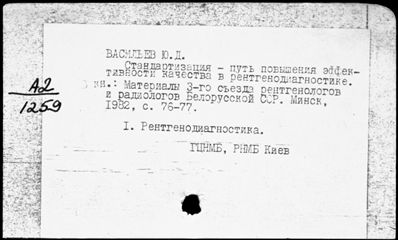 ВАСИЛЬЕВ Ю.Д.
Стандартизация - путь повышения эффек-
тивности качества в рентгенодиагностике.
кн.: Материалы 3-го съезда рентгенологов
и радиологов Белорусской ССР. Минск,
1982, с. 76-77.
А2
1259
I. Рентгенодиагностика.
ГЦНМБ, РНМБ Киев